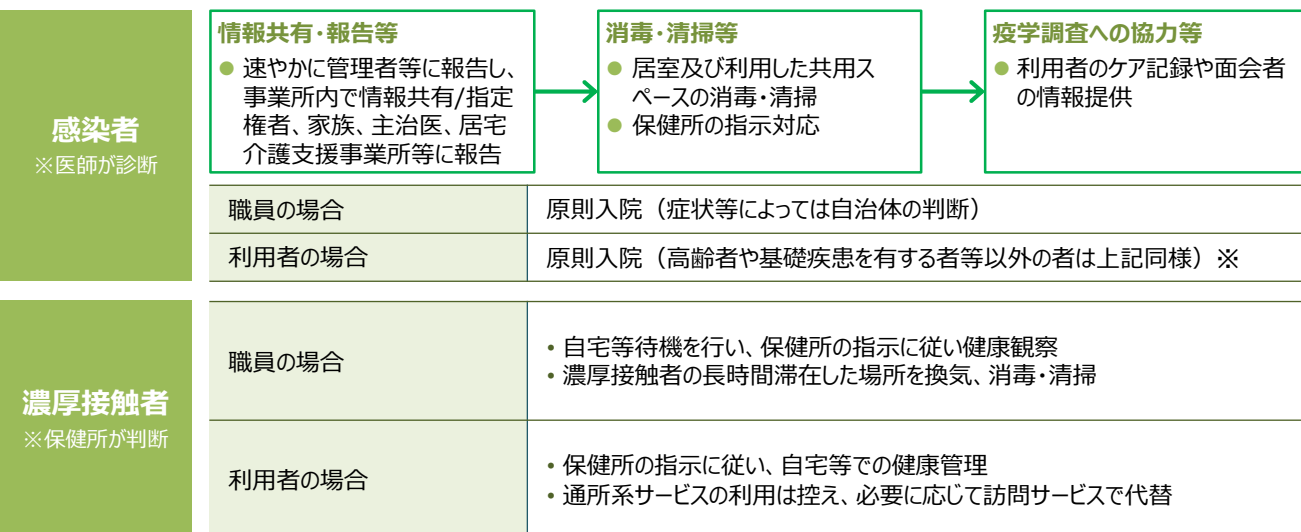 感染者
※医師が診断
情報共有・報告等
● 速やかに管理者等に報告し、
事業所内で情報共有/指定
権者、家族、主治医、居宅
介護支援事業所等に報告
消毒・清掃等
● 居室及び利用した共用ス
ペースの消毒・清掃
● 保健所の指示対応
疫学調査への協力等
● 利用者のケア記録や面会者
の情報提供
職員の場合
原則入院（症状等によっては自治体の判断）
利用者の場合
原則入院（高齢者や基礎疾患を有する者等以外の者は上記同様）※
濃厚接触者
※保健所が判断
職員の場合
• 自宅等待機を行い、保健所の指示に従い健康観察
• 濃厚接触者の長時間滞在した場所を換気、消毒・清掃
利用者の場合
• 保健所の指示に従い、自宅等での健康管理
• 通所系サービスの利用は控え、必要に応じて訪問サービスで代替